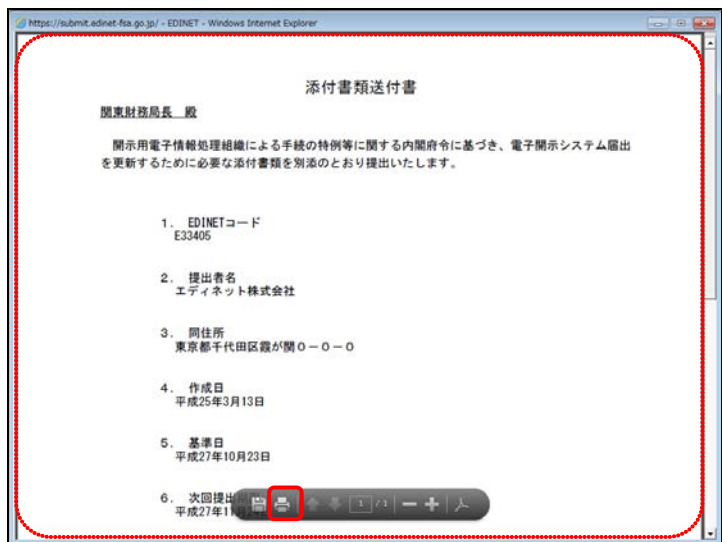 https://submit.edinet-fsa.go.jp/ - EDINET - Windows Internet Explorer
添付書類送付書
関東財務局長 殿
開示用電子情報処理組織による手続の特例等に関する内閣府令に基づき、電子開示システム届出
を更新するために必要な添付書類を別添のとおり提出いたします。
1. EDINETコード
E33405
2. 提出者名
エディネット株式会社
3. 同住所
東京都千代田区霞が関0-0-0
4. 作成日
平成25年3月13日
5. 基準日
平成27年10月23日
6. 次回提出
平成27年11
1 / 1